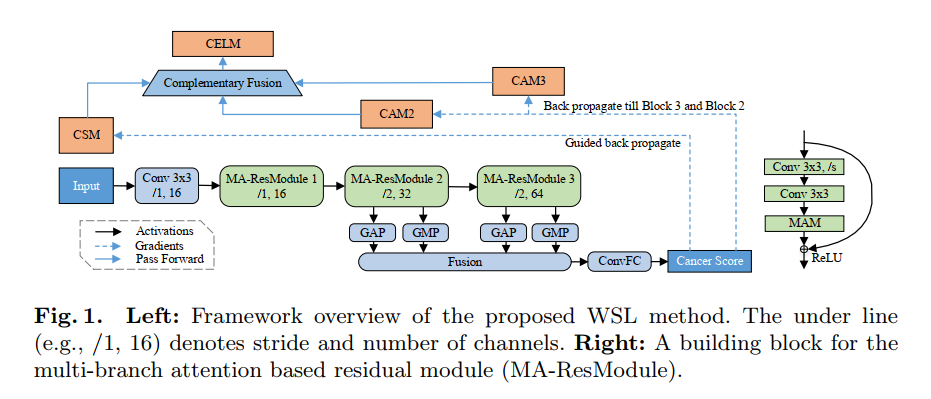 CELM
Complementary Fusion
CAM3
CAM2
Back propagate till Block 3 and Block 2
CSM
Guided back propagate
Input
Conv 3x3
/1, 16
MA-ResModule 1
/1, 16
MA-ResModule 2
/2, 32
MA-ResModule 3
/2, 64
GAP
GMP
GAP
GMP
Fusion
ConvFC
Cancer Score
Activations
Gradients
Pass Forward
Conv 3x3, /s
Conv 3x3
MAM
ReLU
Fig. 1. Left: Framework overview of the proposed WSL method. The under line
(e.g., /1, 16) denotes stride and number of channels. Right: A building block for the
multi-branch attention based residual module (MA-ResModule).